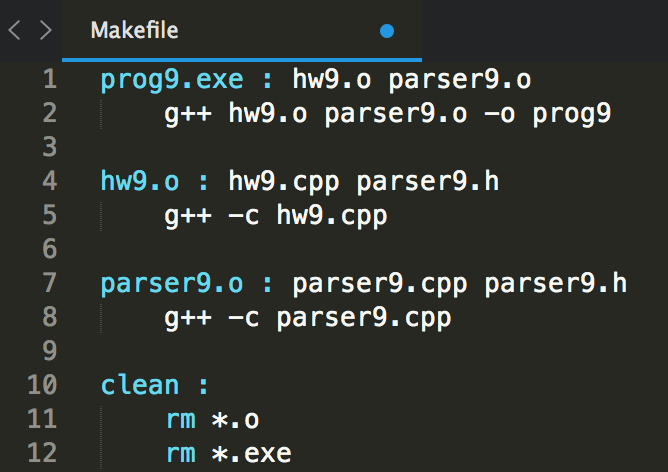 Makefile
1 prog9.exe : hw9.o parser9.o
2 g++ hw9.o parser9.o -o prog9
3
4 hw9.o : hw9.cpp parser9.h
5 g++ -c hw9.cpp
6
7 parser9.o : parser9.cpp parser9.h
8 g++ -c parser9.cpp
9
10 clean :
11 rm *.o
12 rm *.exe